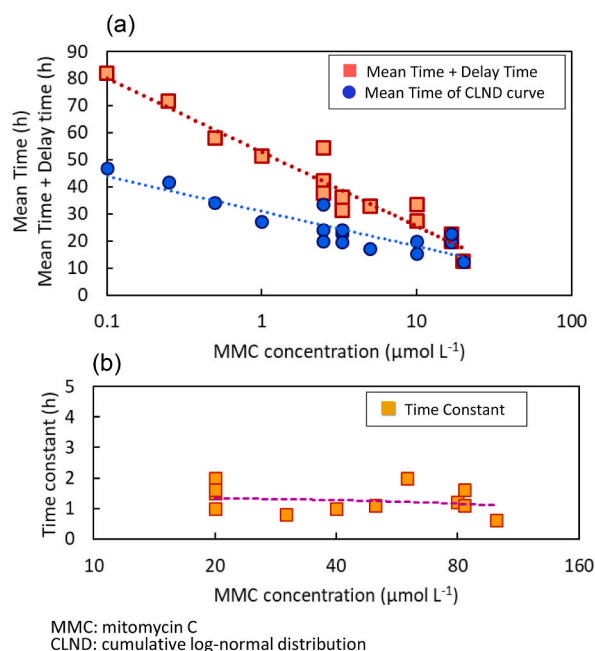 (a)
Mean Time (h)
Mean Time + Delay time (h)
90
80
70
60
50
40
30
20
10
0
Mean Time + Delay Time
Mean Time of CLND curve
0.1 1 10 100
MMC concentration (µmol L⁻¹)
(b)
Time constant (h)
5
4
3
2
1
0
Time Constant
10 20 40 80 160
MMC concentration (µmol L⁻¹)
MMC: mitomycin C
CLND: cumulative log-normal distribution